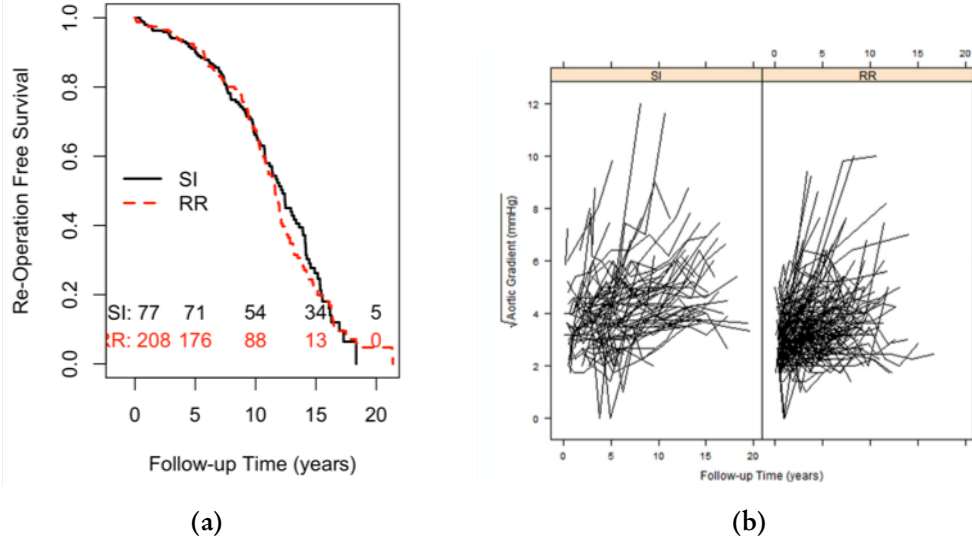 Re-Operation Free Survival
1.0
0.8
0.6
0.4
0.2
0.0
SI
RR
SI: 77 71 54 34 5
RR: 208 176 88 13 0
0 5 10 15 20
Follow-up Time (years)
(a)
0 5 10 15 20
SI RR
√Aortic Gradient (mmHg)
12
10
8
6
4
2
0
0 5 10 15 20
Follow-up Time (years)
(b)